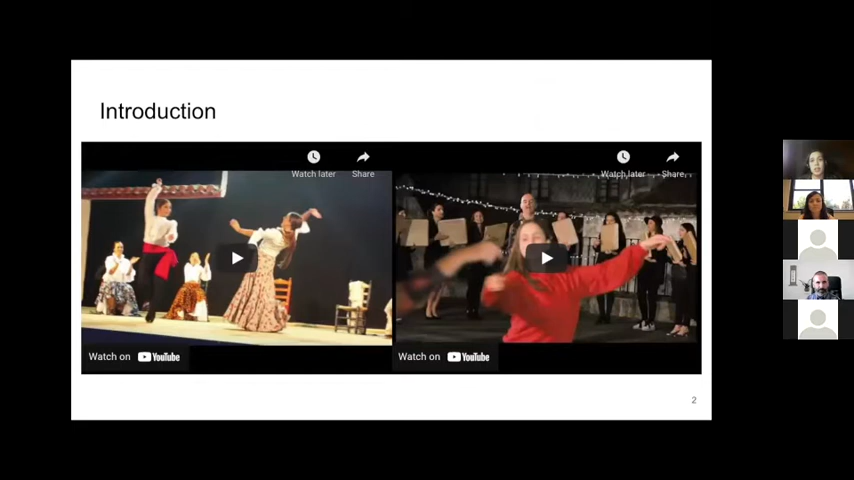 Introduction
Watch later Share
Watch later Share
Watch on YouTube
Watch on YouTube
2